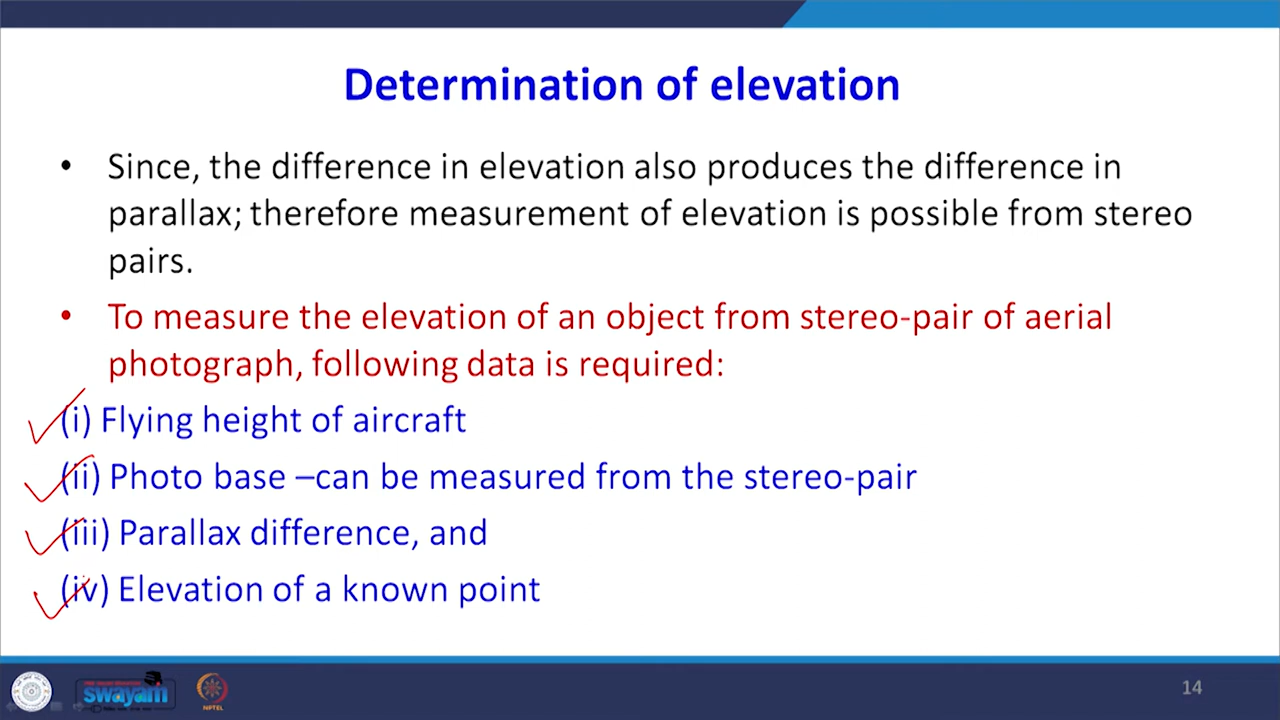 Determination of elevation
• Since, the difference in elevation also produces the difference in
parallax; therefore measurement of elevation is possible from stereo
pairs.
• To measure the elevation of an object from stereo-pair of aerial
photograph, following data is required:
(i) Flying height of aircraft
(ii) Photo base –can be measured from the stereo-pair
(iii) Parallax difference, and
(iv) Elevation of a known point
swayam
NPTEL
14